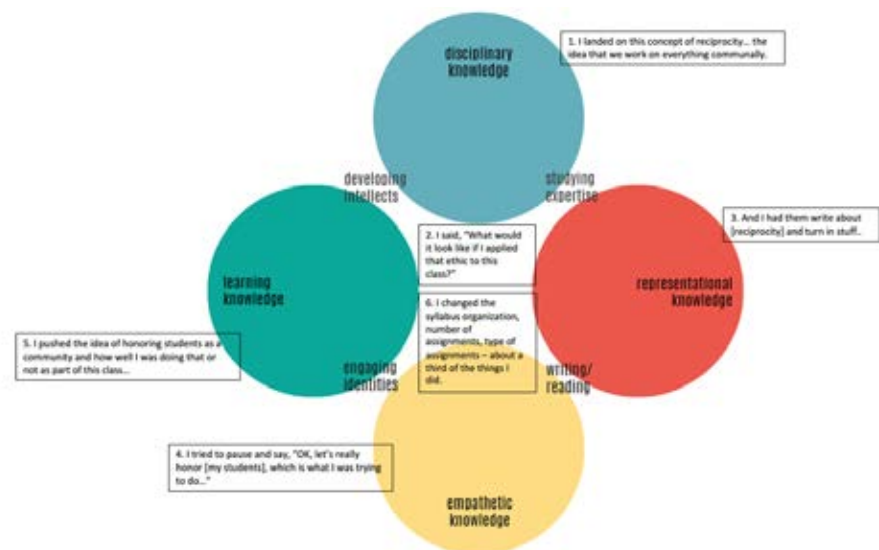 disciplinary
knowledge
1. I landed on this concept of reciprocity... the
idea that we work on everything communally.
developing
intellects
studying
expertise
2. I said, "What would
it look like if I applied
that ethic to this
class?"
3. And I had them write about
[reciprocity] and turn in stuff..
learning
knowledge
representational
knowledge
6. I changed the
syllabus organization,
number of
assignments, type of
assignments – about a
third of the things I
did.
5. I pushed the idea of honoring students as a
community and how well I was doing that or
not as part of this class...
engaging
identities
writing/
reading
4. I tried to pause and say, "OK, let's really
honor [my students], which is what I was trying
to do..."
empathetic
knowledge